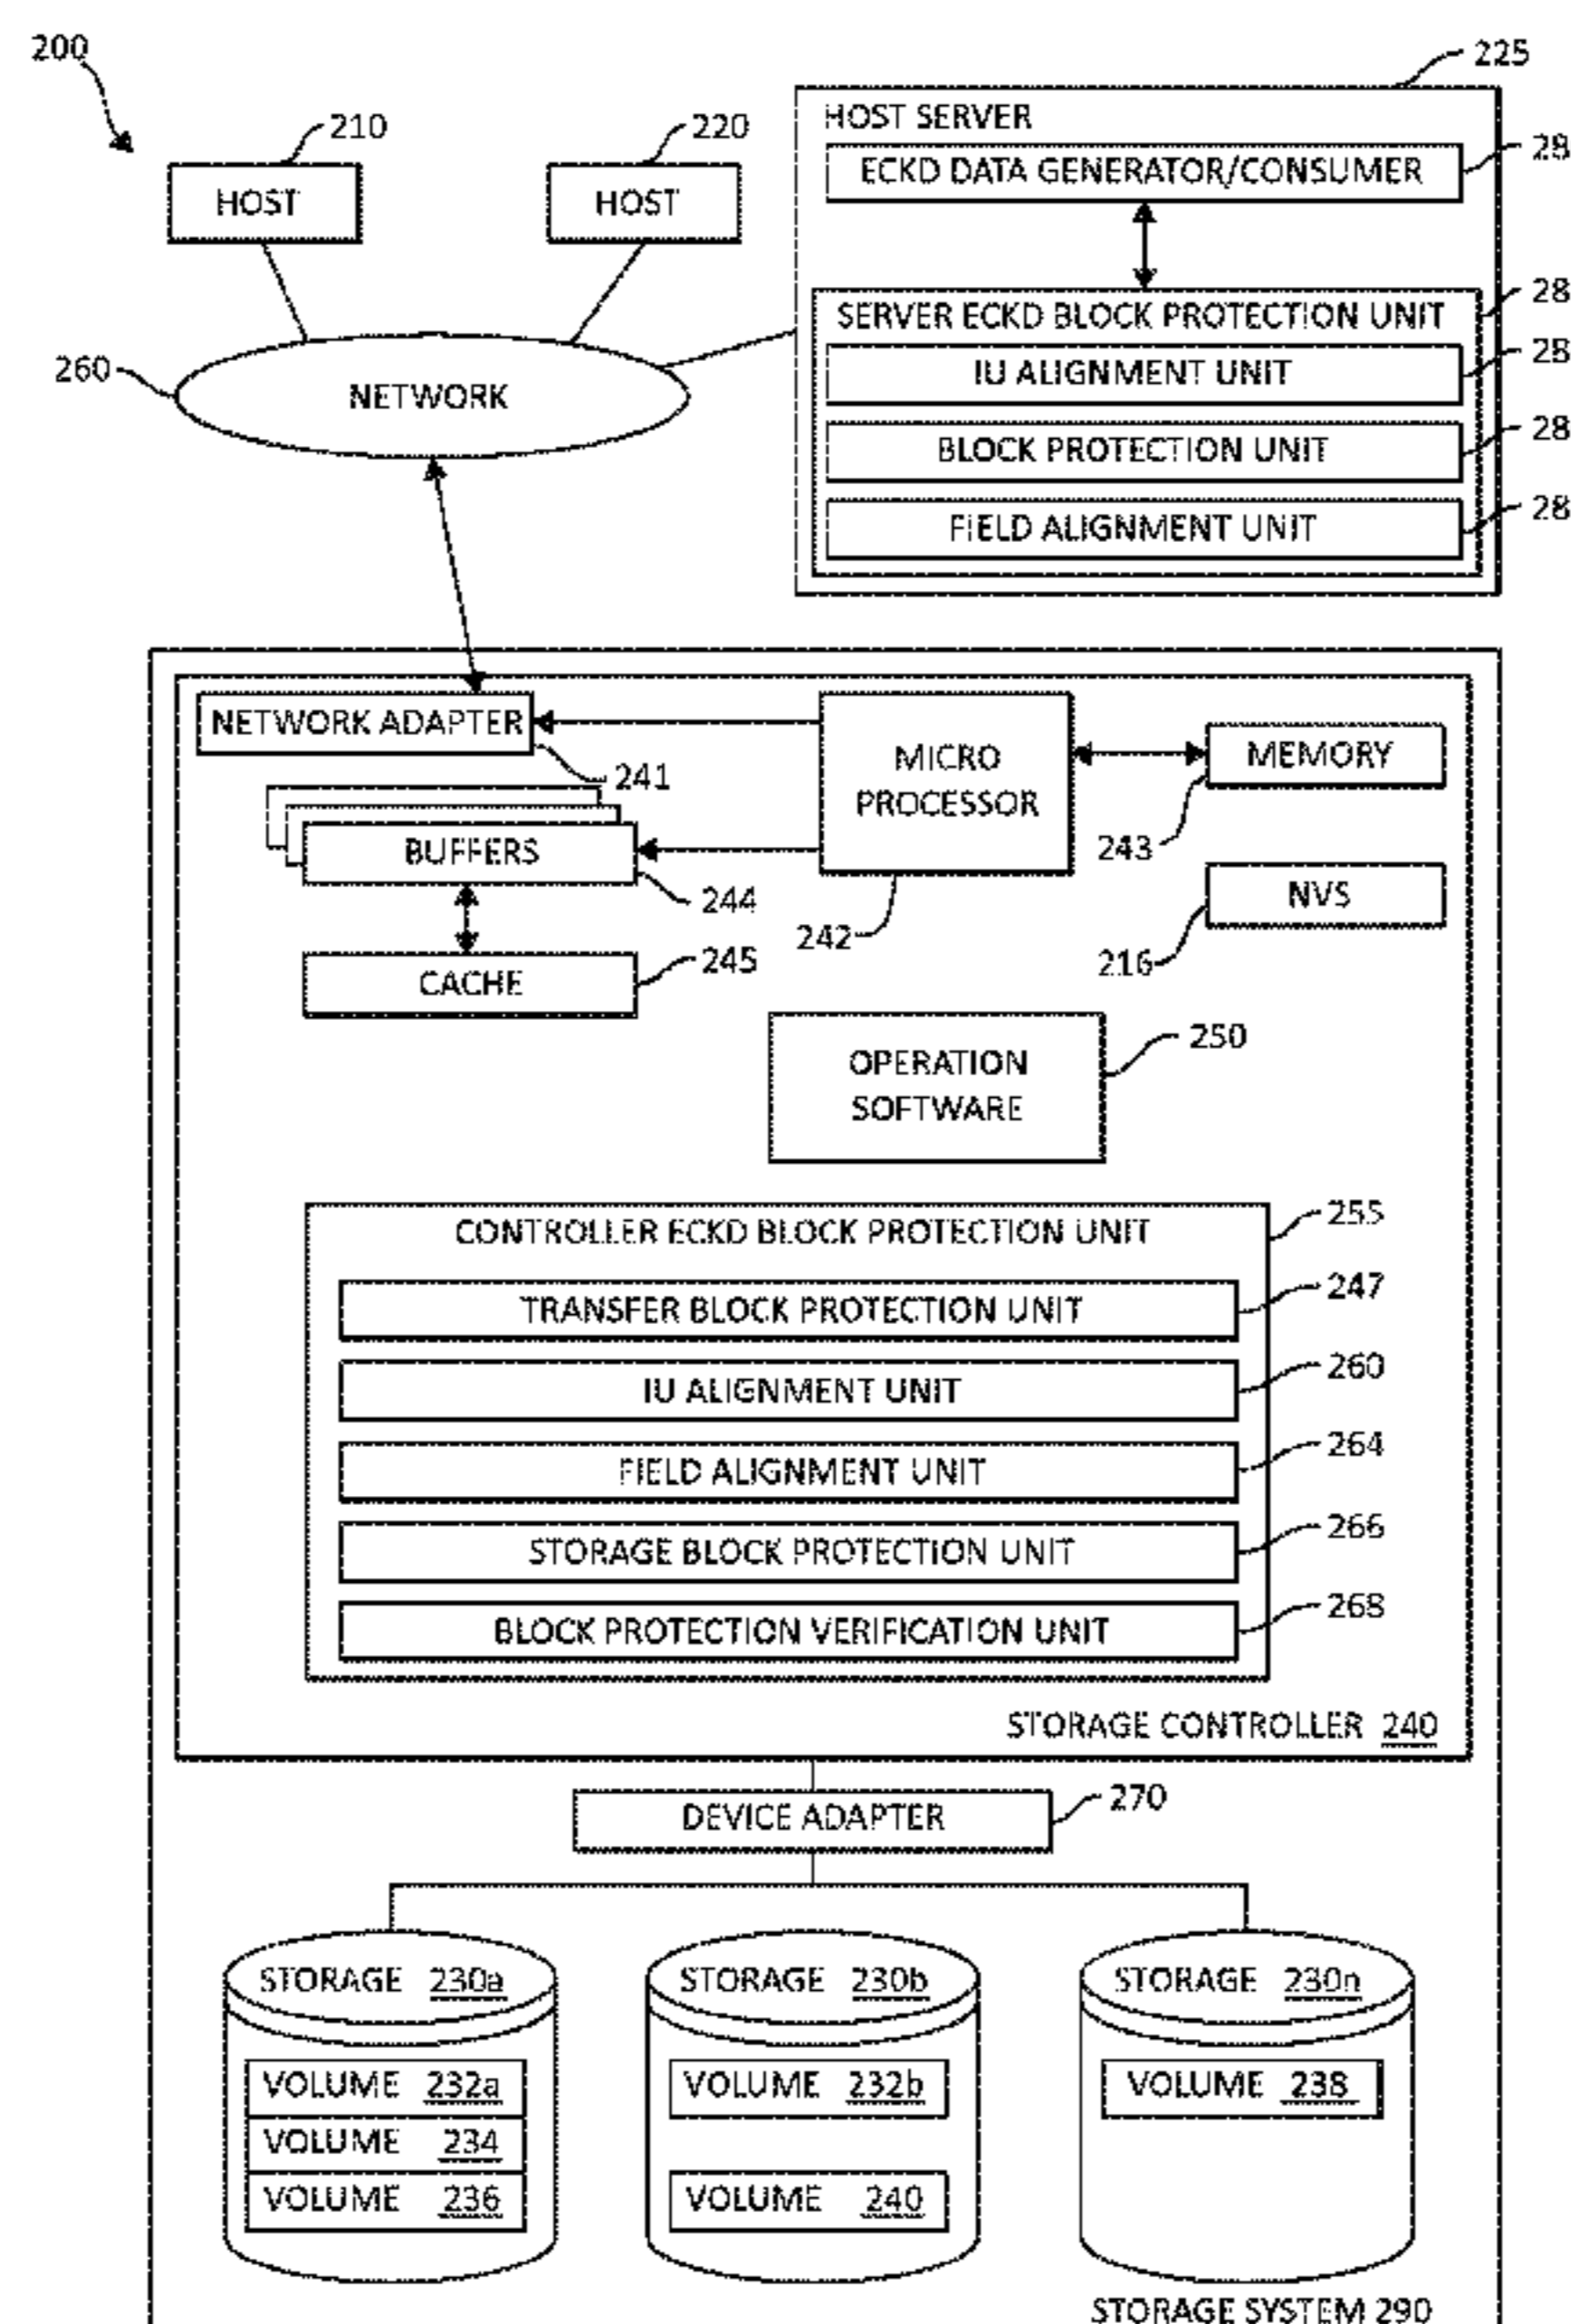 200
225
HOST SERVER
210
220
HOST
HOST
ECKD DATA GENERATOR/CONSUMER
28
SERVER ECKD BLOCK PROTECTION UNIT
28
IU ALIGNMENT UNIT
28
260
NETWORK
BLOCK PROTECTION UNIT
28
FIELD ALIGNMENT UNIT
28
NETWORK ADAPTER
241
MICRO
PROCESSOR
242
MEMORY
243
BUFFERS
244
NVS
216
CACHE
245
OPERATION
SOFTWARE
250
CONTROLLER ECKD BLOCK PROTECTION UNIT
255
TRANSFER BLOCK PROTECTION UNIT
247
IU ALIGNMENT UNIT
260
FIELD ALIGNMENT UNIT
264
STORAGE BLOCK PROTECTION UNIT
266
BLOCK PROTECTION VERIFICATION UNIT
268
STORAGE CONTROLLER 240
DEVICE ADAPTER
270
STORAGE 230a
STORAGE 230b
STORAGE 230n
VOLUME 232a
VOLUME 232b
VOLUME 238
VOLUME 234
VOLUME 236
VOLUME 240
STORAGE SYSTEM 290